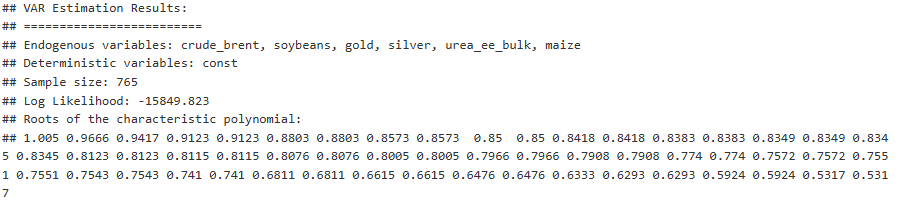 ## VAR Estimation Results:
## =========================
## Endogenous variables: crude_brent, soybeans, gold, silver, urea_ee_bulk, maize
## Deterministic variables: const
## Sample size: 765
## Log Likelihood: -15849.823
## Roots of the characteristic polynomial:
## 1.005 0.9666 0.9417 0.9123 0.9123 0.8803 0.8803 0.8573 0.8573  0.85  0.85 0.8418 0.8418 0.8383 0.8383 0.8349 0.8349 0.834
5 0.8345 0.8123 0.8123 0.8115 0.8115 0.8076 0.8076 0.8005 0.8005 0.7966 0.7966 0.7908 0.7908 0.774 0.774 0.7572 0.7572 0.755
1 0.7551 0.7543 0.7543 0.741 0.741 0.6811 0.6811 0.6615 0.6615 0.6476 0.6476 0.6333 0.6293 0.6293 0.5924 0.5924 0.5317 0.531
7